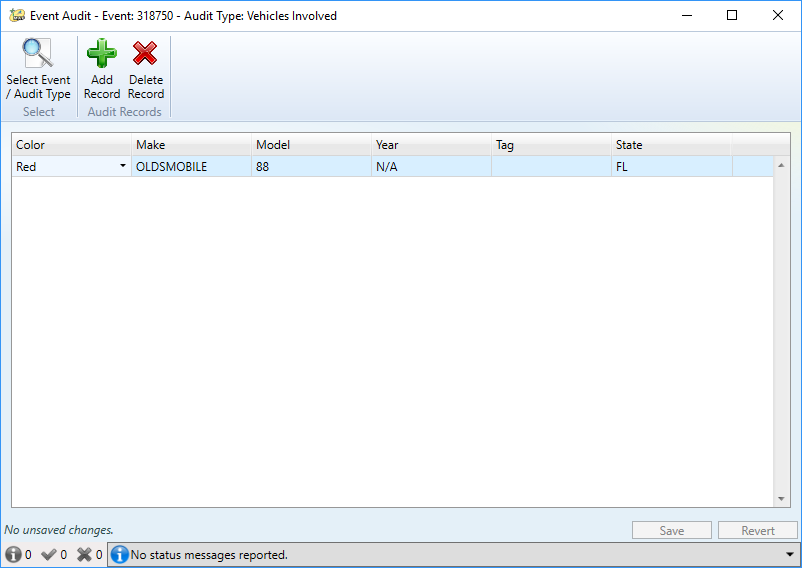 Event Audit - Event: 318750 - Audit Type: Vehicles Involved
Select Event
/ Audit Type
Add
Record
Delete
Record
Select
Audit Records
Color Make Model Year Tag State
Red OLDSMOBILE 88 N/A FL
No unsaved changes.
Save Revert
0 0 0 No status messages reported.